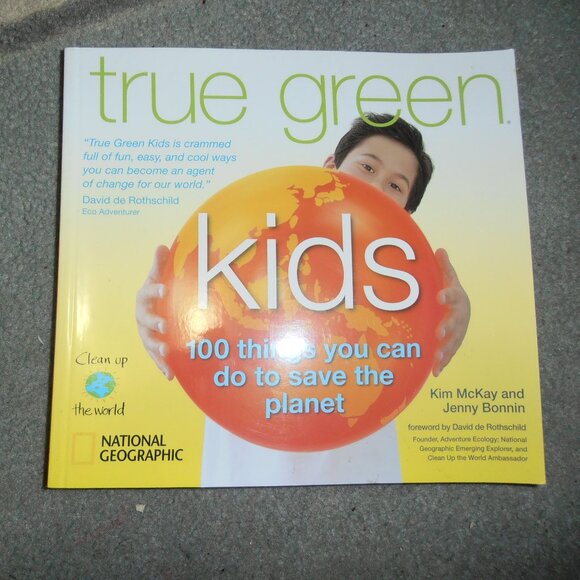 true green
"True Green Kids is crammed
full of fun, easy, and cool ways
you can become an agent
of change for our world."
David de Rothschild
Eco Adventurer
kids
100 things you can
do to save the
planet
Clean up
the world
NATIONAL
GEOGRAPHIC
Kim McKay and
Jenny Bonnin
foreword by David de Rothschild
Founder, Adventure Ecology; National
Geographic Emerging Explorer, and
Clean Up the World Ambassador